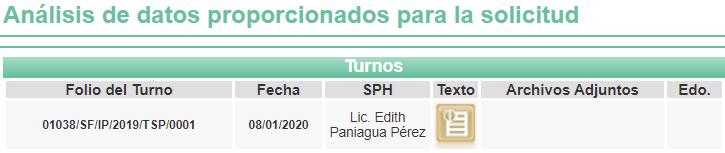 Análisis de datos proporcionados para la solicitud
Turnos
Folio del Turno Fecha SPH Texto Archivos Adjuntos Edo.
01038/SF/IP/2019/TSP/0001 08/01/2020 Lic. Edith
Paniagua Pérez